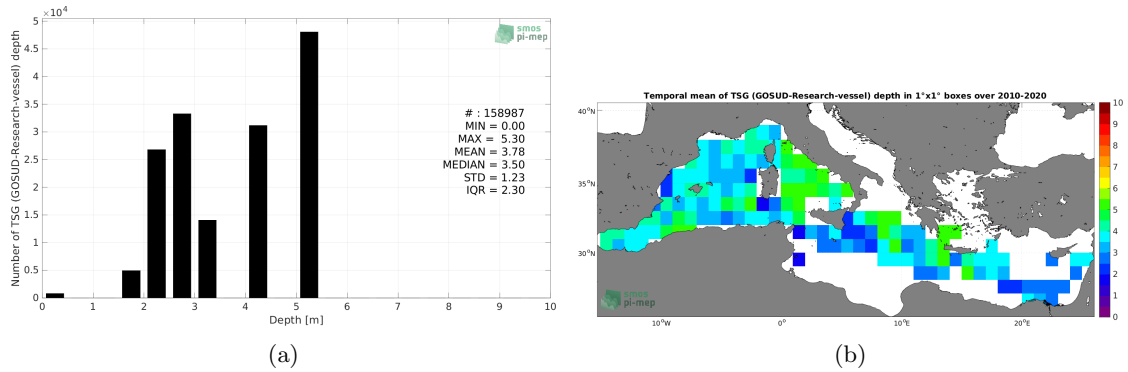 ×10⁴
5
4.5
4
3.5
3
2.5
2
1.5
1
0.5
0
Number of TSG (GOSUD-Research-vessel) depth
0 1 2 3 4 5 6 7 8 9 10
Depth [m]
smos
pi-mep
# : 158987
MIN = 0.00
MAX = 5.30
MEAN = 3.78
MEDIAN = 3.50
STD = 1.23
IQR = 2.30
(a)
Temporal mean of TSG (GOSUD-Research-vessel) depth in 1°x1° boxes over 2010-2020
40°N
35°N
30°N
10°W 0° 10°E 20°E
smos
pi-mep
10
9
8
7
6
5
4
3
2
1
0
(b)